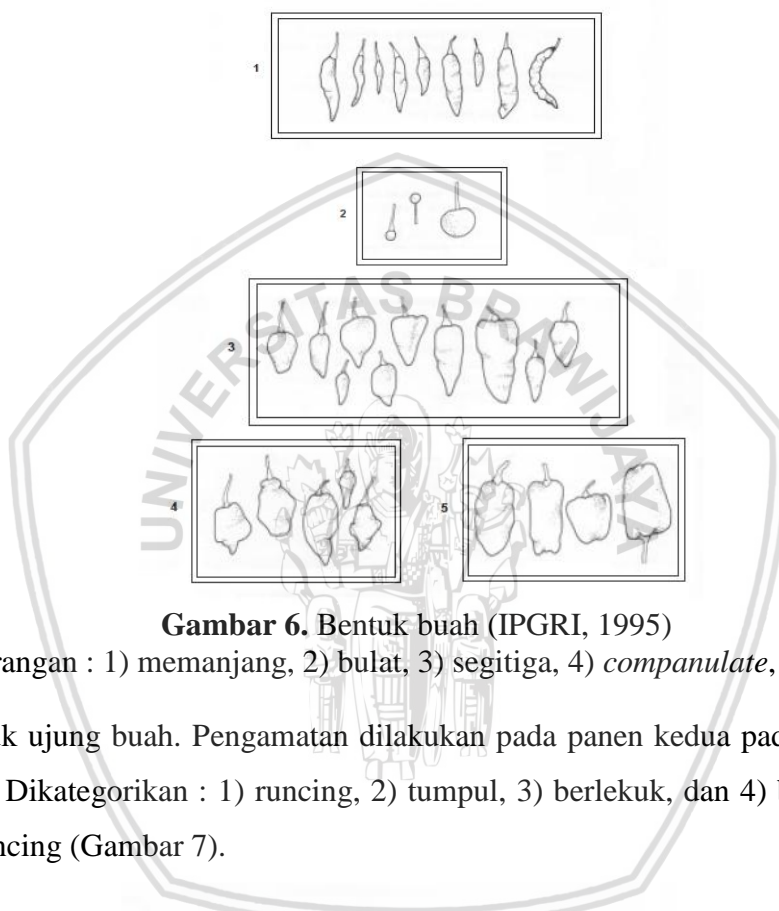 1
2
3
4
5
UNIVERSITAS BRAWIJAYA
Gambar 6. Bentuk buah (IPGRI, 1995)
rangan : 1) memanjang, 2) bulat, 3) segitiga, 4) companulate,
k ujung buah. Pengamatan dilakukan pada panen kedua pad
Dikategorikan : 1) runcing, 2) tumpul, 3) berlekuk, dan 4) b
ncing (Gambar 7).